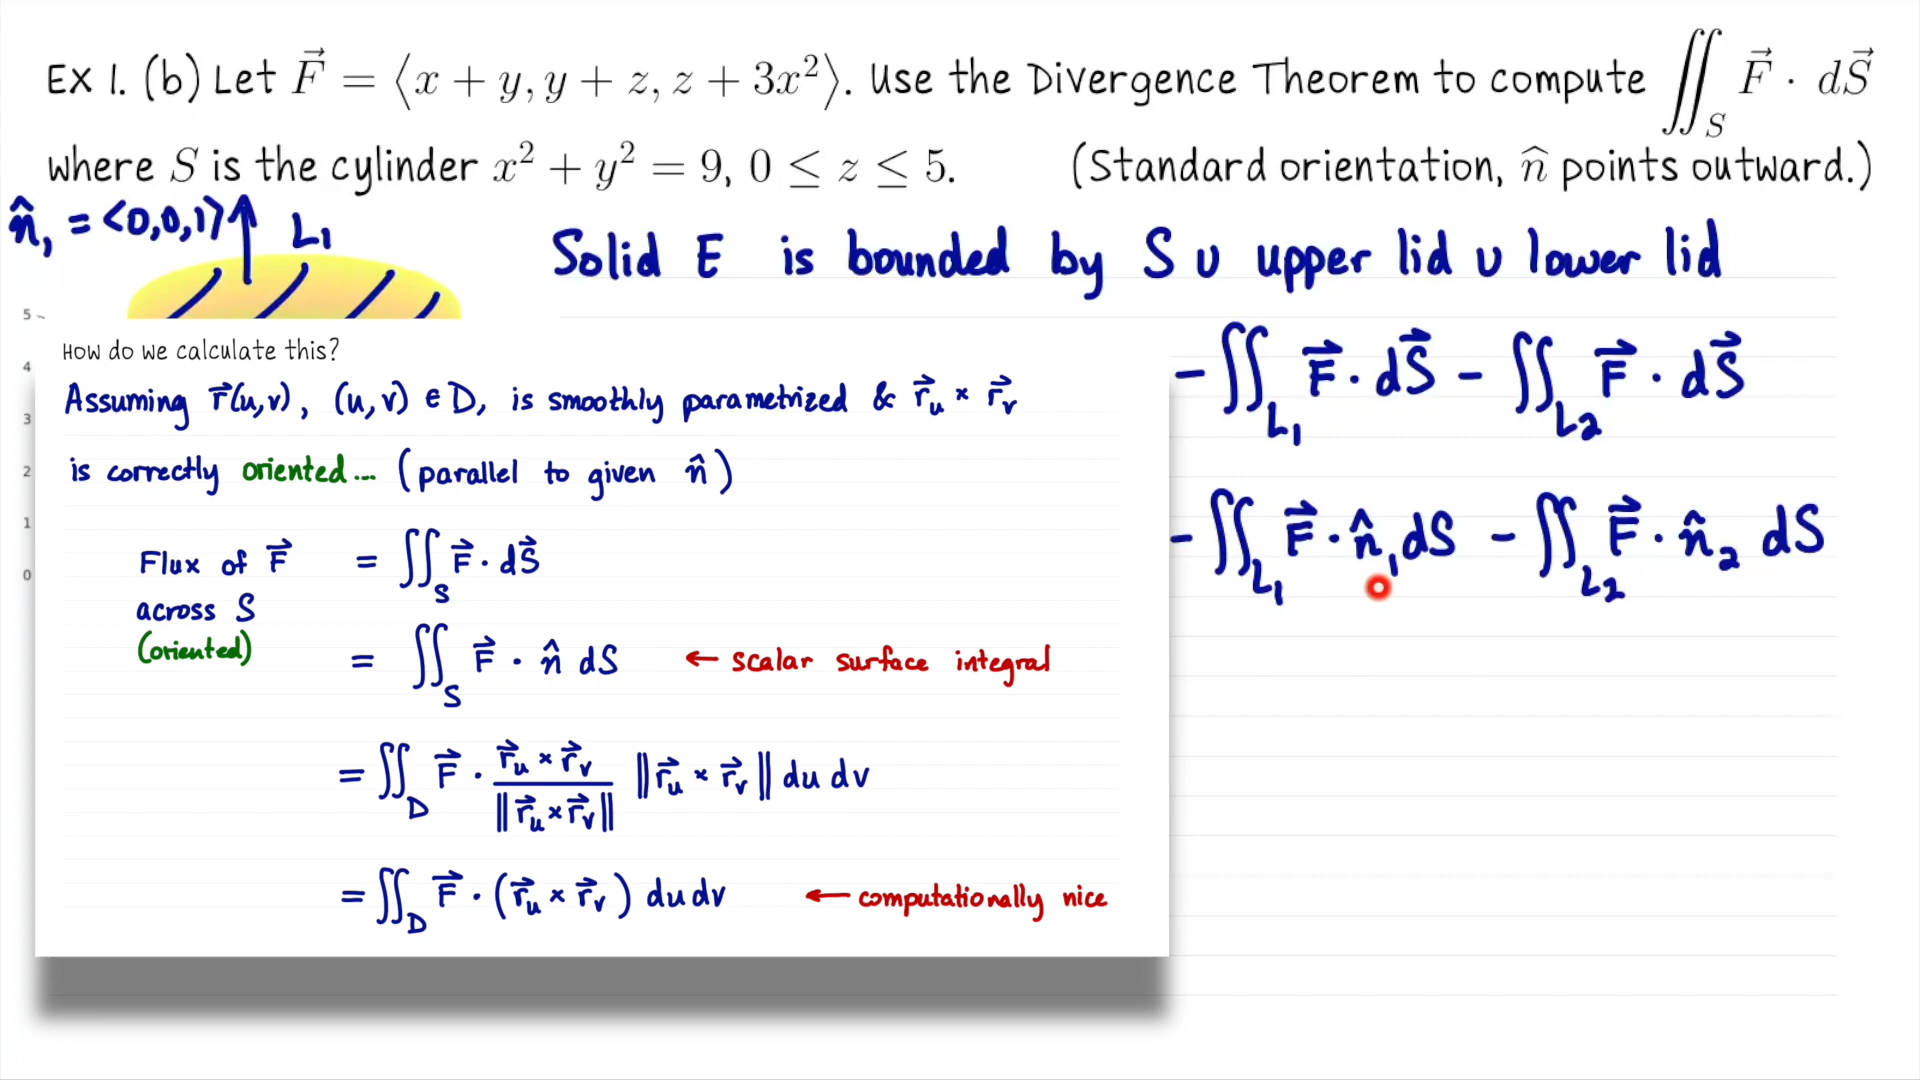 Ex 1. (b) Let F⃗ = ⟨x + y, y + z, z + 3x²⟩. Use the Divergence Theorem to compute ∬_S F⃗ · dS⃗
where S is the cylinder x² + y² = 9, 0 ≤ z ≤ 5. (Standard orientation, n̂ points outward.)
n̂₁ = <0,0,1> L₁
Solid E is bounded by S ∪ upper lid ∪ lower lid
5
4
3
2
1
0
How do we calculate this?
Assuming r⃗(u,v), (u,v) ∈ D, is smoothly parametrized & r⃗_u × r⃗_v
is correctly oriented... (parallel to given n̂)
Flux of F⃗ = ∬_S F⃗ · dS⃗
across S
(oriented)
= ∬_S F⃗ · n̂ dS ← scalar surface integral
= ∬_D F⃗ · (r⃗_u × r⃗_v)/‖r⃗_u × r⃗_v‖ ‖r⃗_u × r⃗_v‖ du dv
= ∬_D F⃗ · (r⃗_u × r⃗_v) du dv ← computationally nice
- ∬_L₁ F⃗ · dS⃗ - ∬_L₂ F⃗ · dS⃗
- ∬_L₁ F⃗ · n̂₁ dS - ∬_L₂ F⃗ · n̂₂ dS